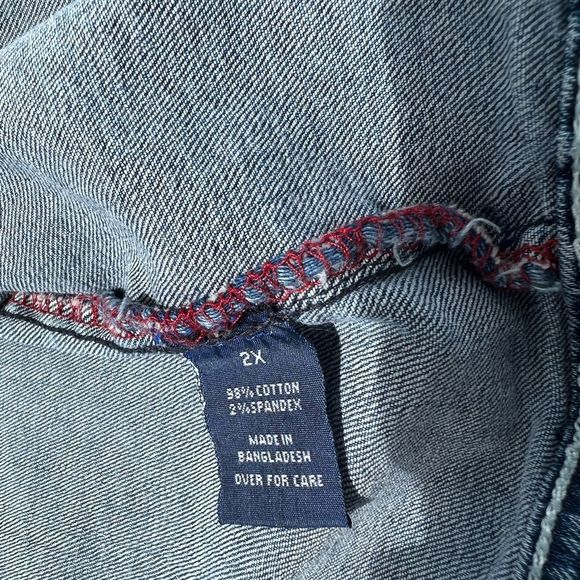 2X
98% COTTON
2% SPANDEX
MADE IN
BANGLADESH
OVER FOR CARE